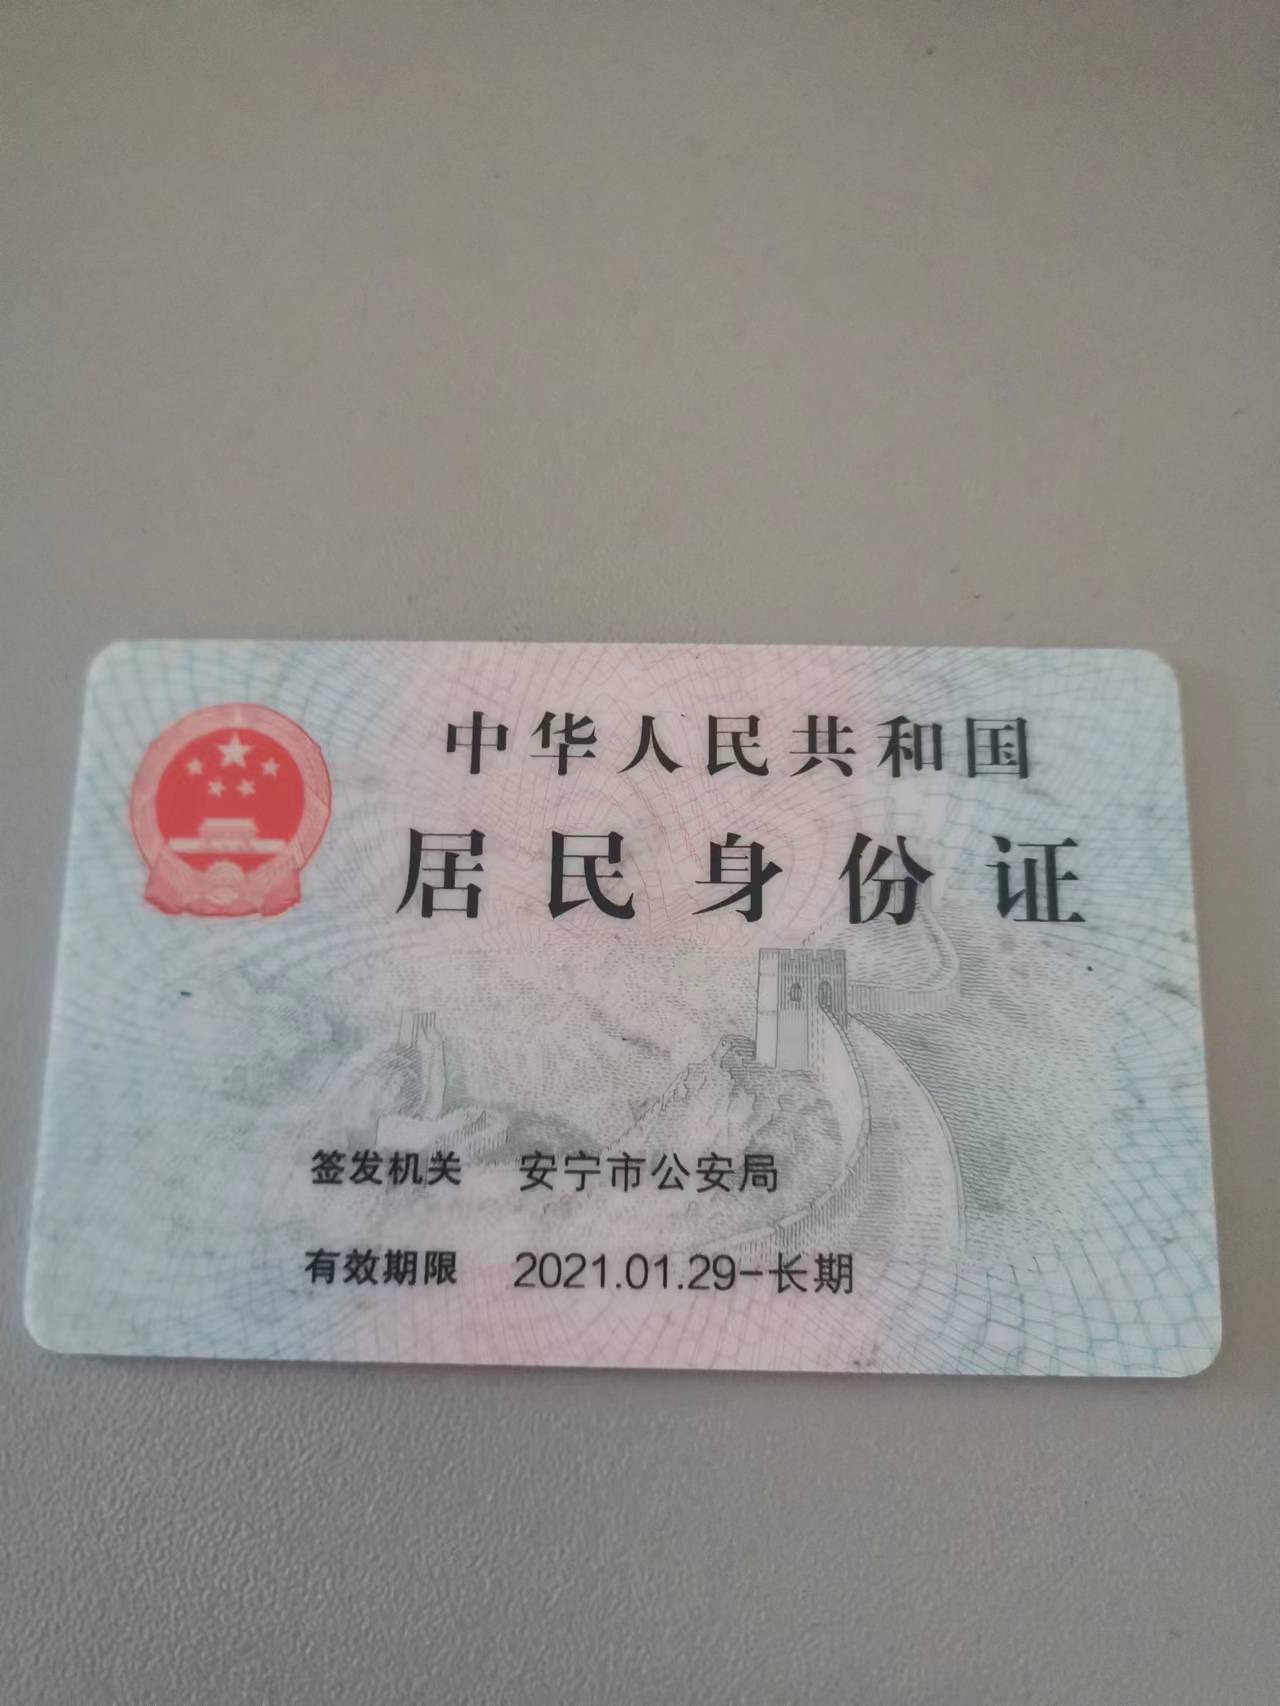 中华人民共和国
居民身份证
签发机关 安宁市公安局
有效期限 2021.01.29-长期